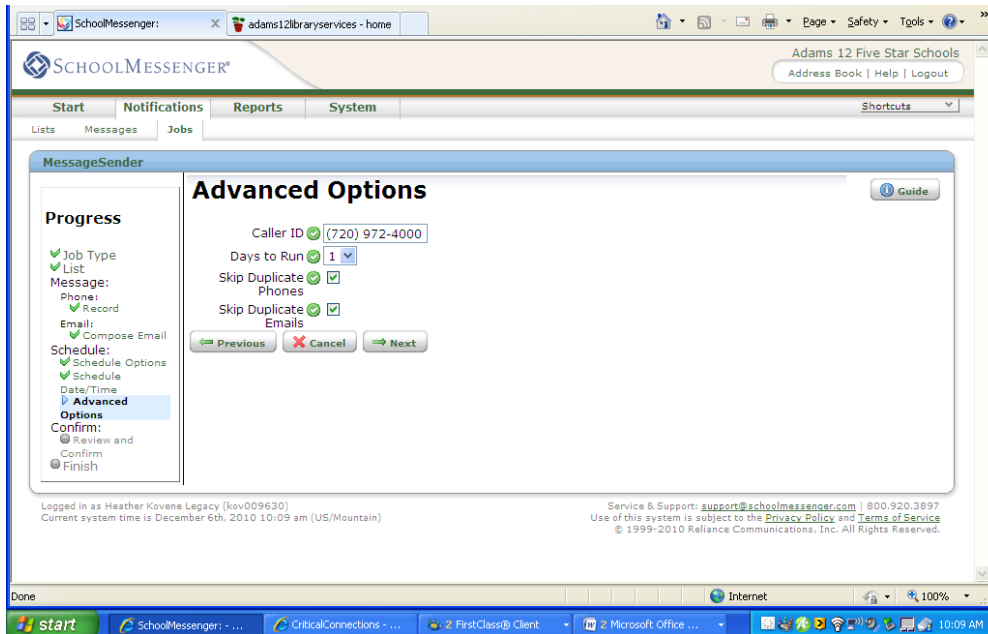 SchoolMessenger:
adams12libraryservices - home
Page
Safety
Tools
»
SCHOOLMESSENGER®
Adams 12 Five Star Schools
Address Book | Help | Logout
Start Notifications Reports System
Shortcuts
Lists Messages Jobs
MessageSender
Advanced Options
Guide
Progress
Caller ID (720) 972-4000
Days to Run 1
Skip Duplicate
Phones
Skip Duplicate
Emails
Previous Cancel Next
Job Type
List
Message:
Phone:
Record
Email:
Compose Email
Schedule:
Schedule Options
Schedule
Date/Time
Advanced
Options
Confirm:
Review and
Confirm
Finish
Logged in as Heather Kovene Legacy (kov009630)
Current system time is December 6th, 2010 10:09 am (US/Mountain)
Service & Support: support@schoolmessenger.com | 800.920.3897
Use of this system is subject to the Privacy Policy and Terms of Service
© 1999-2010 Reliance Communications, Inc. All Rights Reserved.
Done
Internet
100%
start
SchoolMessenger: - ...
CriticalConnections - ...
2 FirstClass® Client
2 Microsoft Office ...
10:09 AM